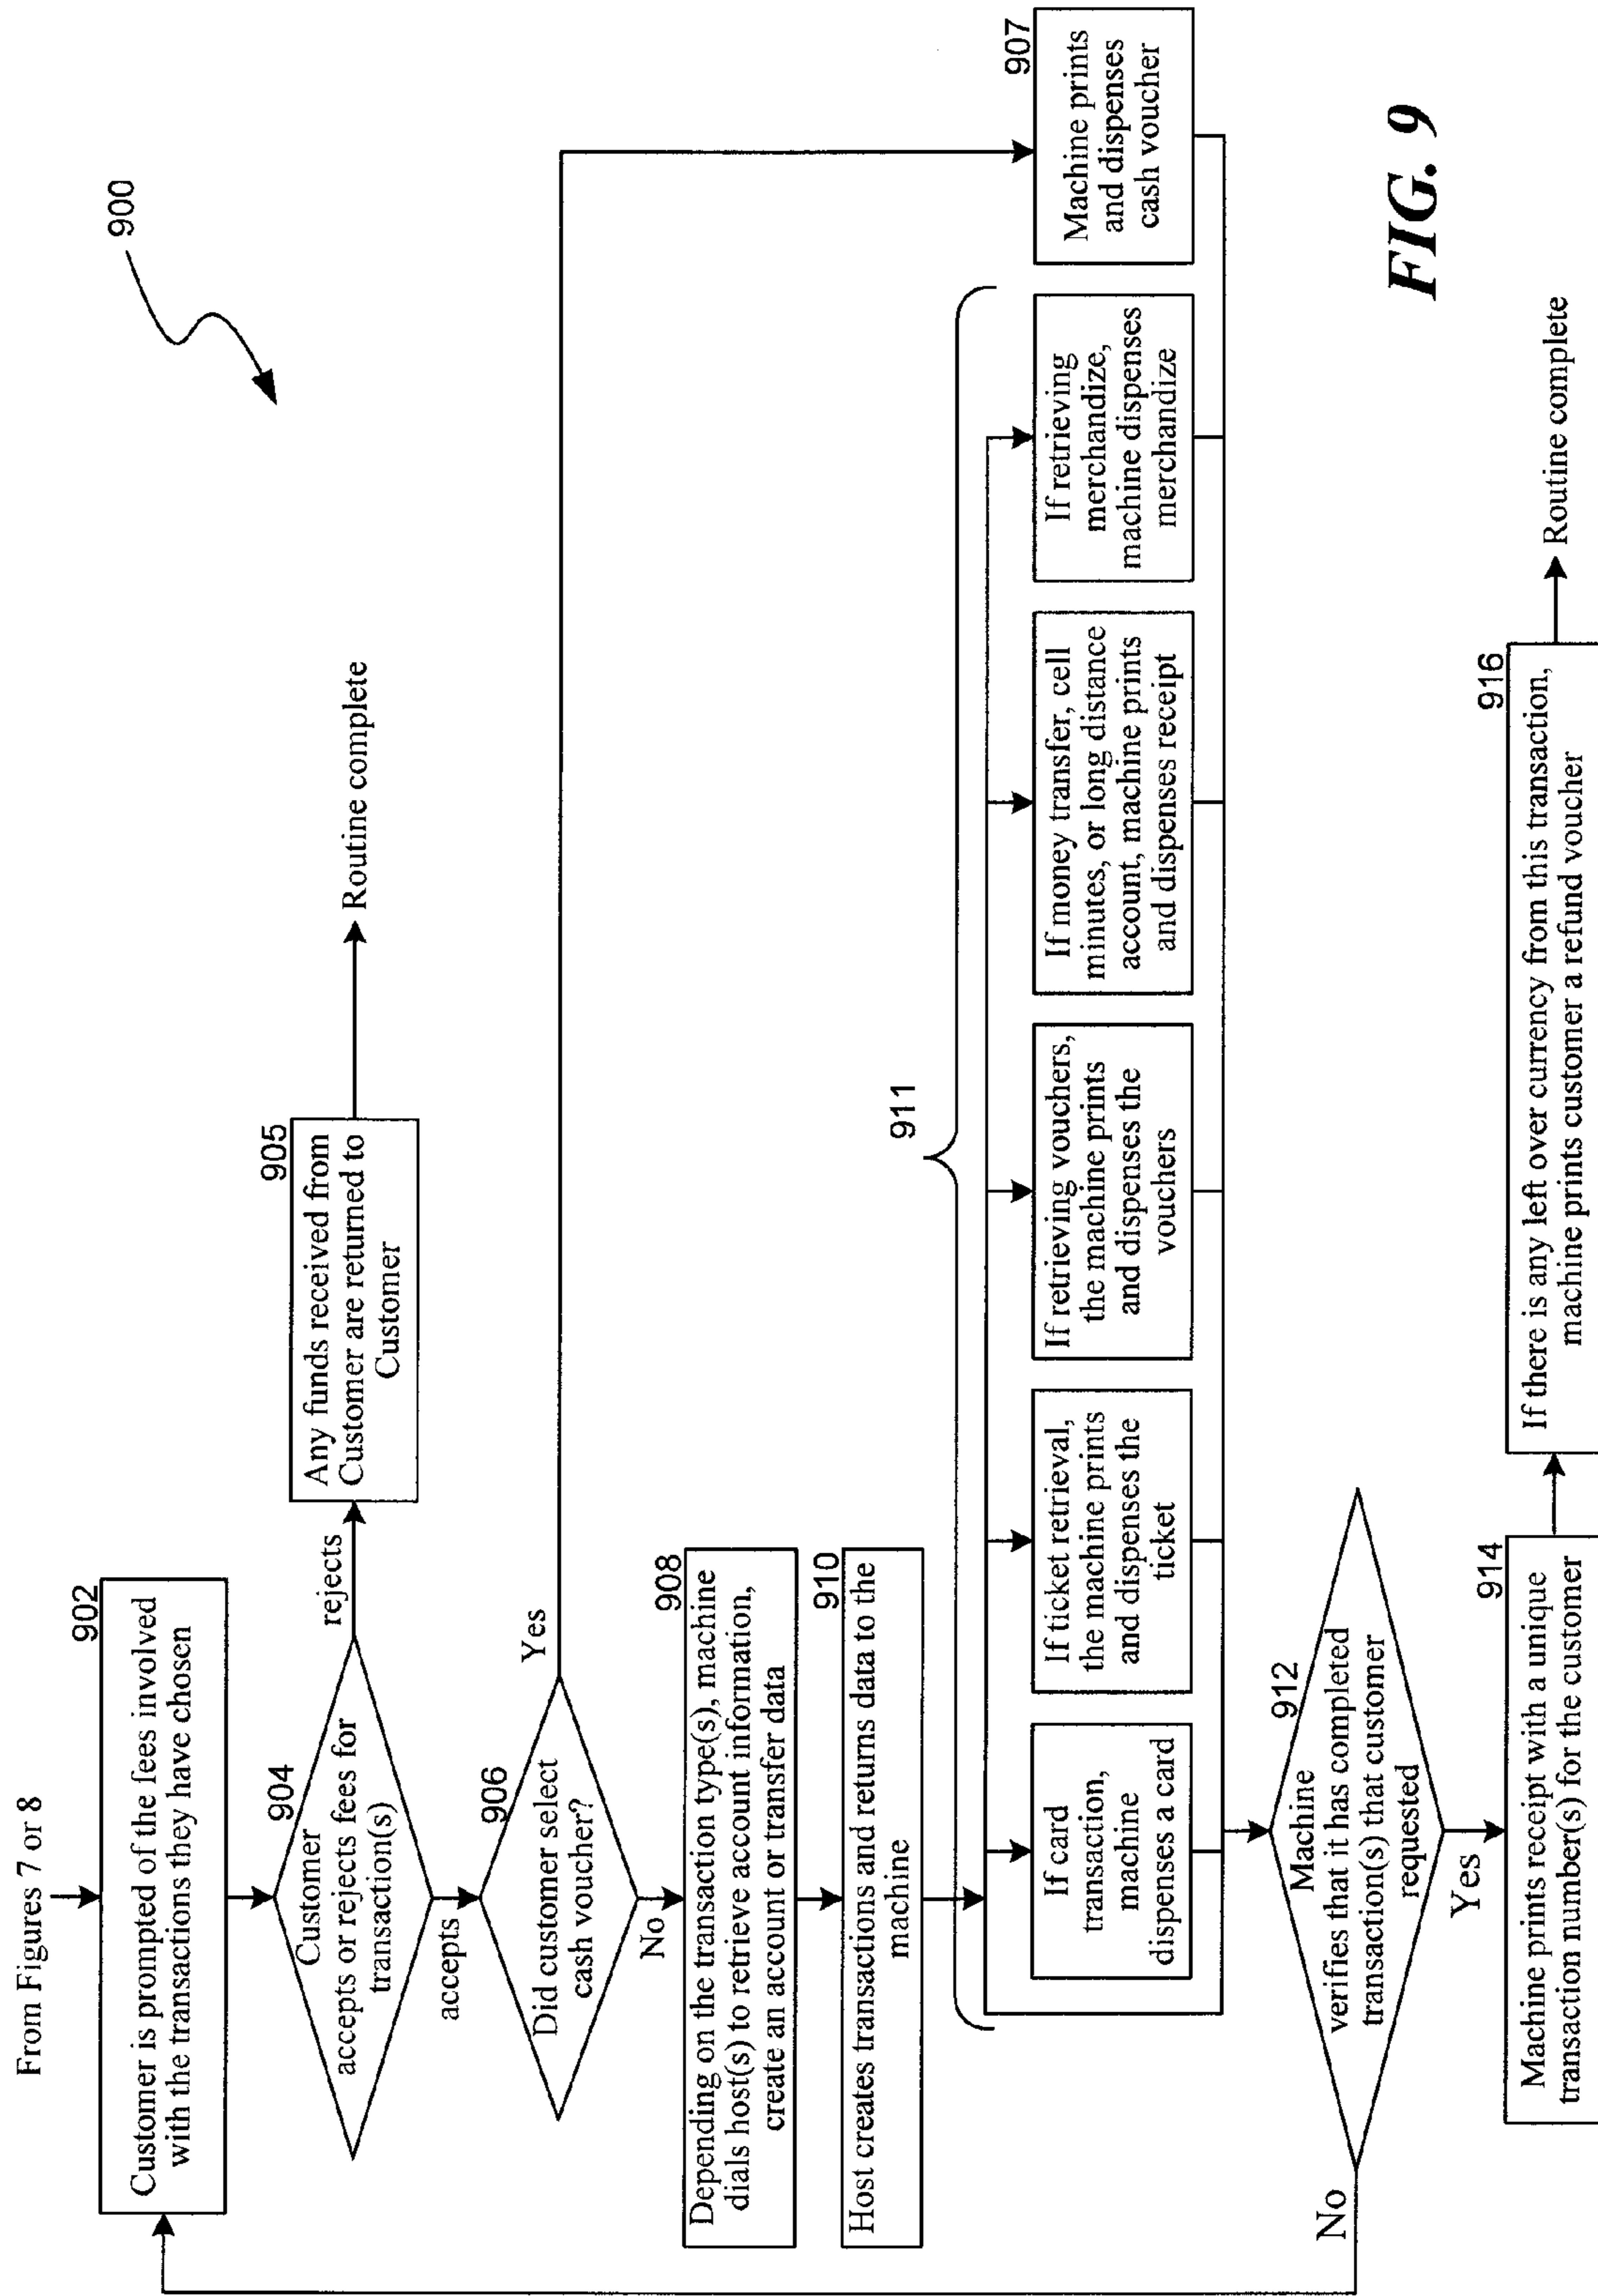 From Figures 7 or 8
900
902
Customer is prompted of the fees involved
with the transactions they have chosen
904
Customer
accepts or rejects fees for
transaction(s)
rejects
905
Any funds received from
Customer are returned to
Customer
Routine complete
accepts
906
Did customer select
cash voucher?
Yes
No
908
Depending on the transaction type(s), machine
dials host(s) to retrieve account information,
create an account or transfer data
910
Host creates transactions and returns data to the
machine
911
If card
transaction,
machine
dispenses a card
If ticket retrieval,
the machine prints
and dispenses the
ticket
If retrieving vouchers,
the machine prints
and dispenses the
vouchers
If money transfer, cell
minutes, or long distance
account, machine prints
and dispenses receipt
If retrieving
merchandize,
machine dispenses
merchandize
907
Machine prints
and dispenses
cash voucher
912
Machine
verifies that it has completed
transaction(s) that customer
requested
No
Yes
914
Machine prints receipt with a unique
transaction number(s) for the customer
916
If there is any left over currency from this transaction,
machine prints customer a refund voucher
Routine complete
FIG. 9